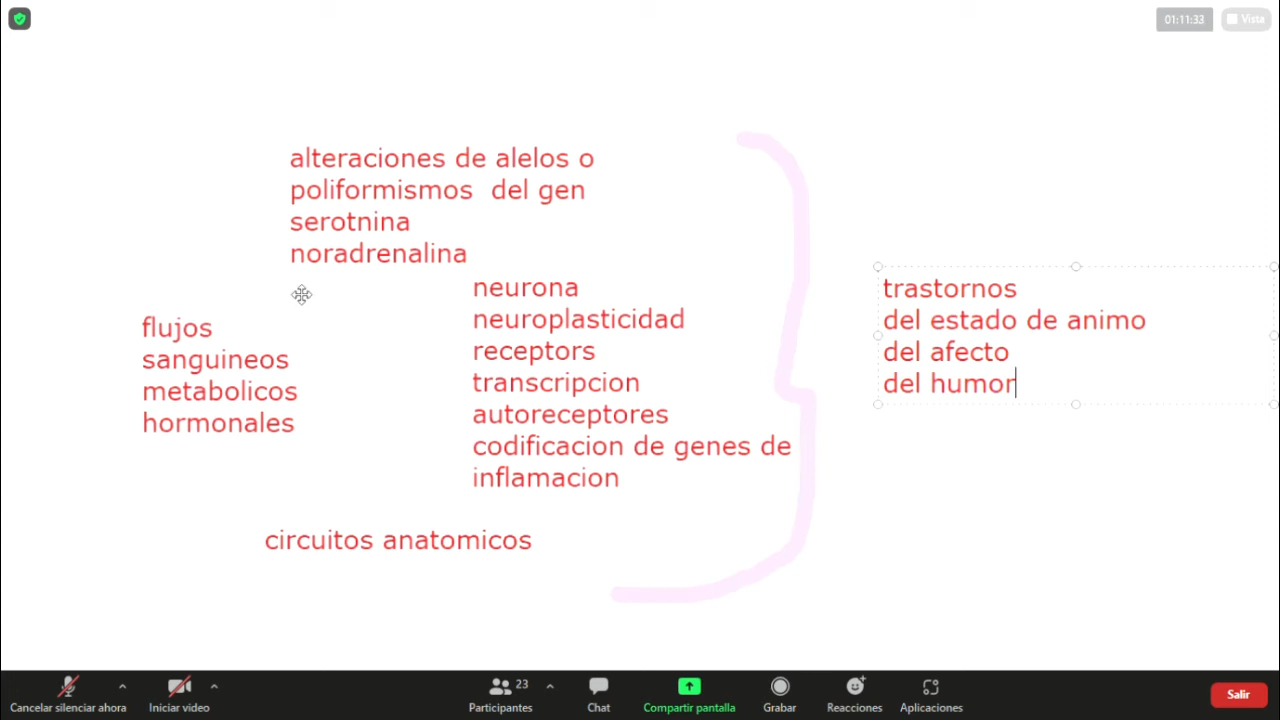 01:11:33
Vista
alteraciones de alelos o
poliformismos  del gen
serotnina
noradrenalina
neurona
neuroplasticidad
receptors
transcripcion
autoreceptores
codificacion de genes de
inflamacion
flujos
sanguineos
metabolicos
hormonales
circuitos anatomicos
trastornos
del estado de animo
del afecto
del humor
23
Cancelar silenciar ahora
Iniciar video
Participantes
Chat
Compartir pantalla
Grabar
Reacciones
Aplicaciones
Salir